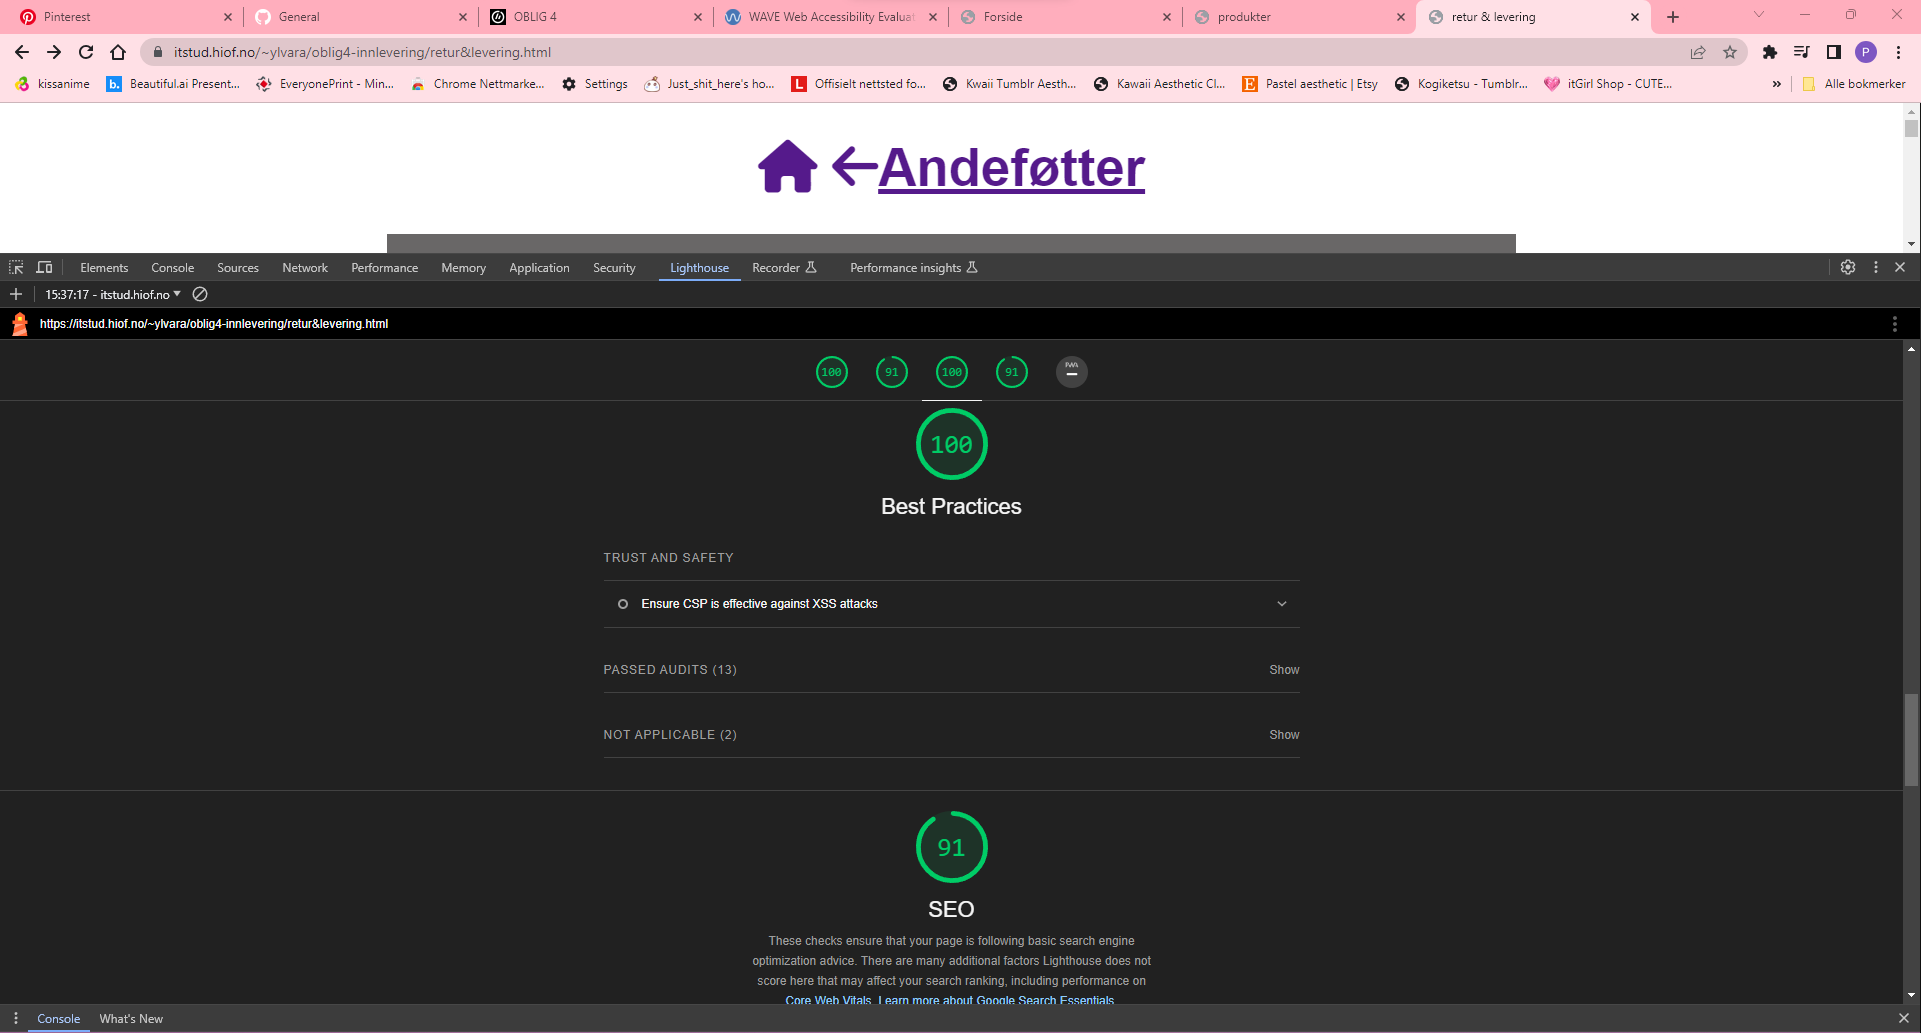 Pinterest
General
OBLIG 4
WAVE Web Accessibility Evaluat
Forside
produkter
retur & levering
itstud.hiof.no/~ylvara/oblig4-innlevering/retur&levering.html
P
kissanime
b. Beautiful.ai Present...
EveryonePrint - Min...
Chrome Nettmarke...
Settings
Just_shit_here's ho...
L Offisielt nettsted fo...
Kwaii Tumblr Aesth...
Kawaii Aesthetic Cl...
E Pastel aesthetic | Etsy
Kogiketsu - Tumblr...
itGirl Shop - CUTE...
»
Alle bokmerker
Andeføtter
Elements Console Sources Network Performance Memory Application Security Lighthouse Recorder Performance insights
15:37:17 - itstud.hiof.no
https://itstud.hiof.no/~ylvara/oblig4-innlevering/retur&levering.html
100 91 100 91 PWA
100
Best Practices
TRUST AND SAFETY
Ensure CSP is effective against XSS attacks
PASSED AUDITS (13) Show
NOT APPLICABLE (2) Show
91
SEO
These checks ensure that your page is following basic search engine
optimization advice. There are many additional factors Lighthouse does not
score here that may affect your search ranking, including performance on
Core Web Vitals. Learn more about Google Search Essentials.
Console What's New